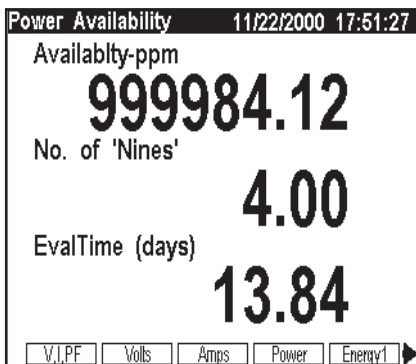 Power Availability 11/22/2000 17:51:27
Availablty-ppm
999984.12
No. of 'Nines'
4.00
EvalTime (days)
13.84
V,I,PF Volts Amps Power Energy1